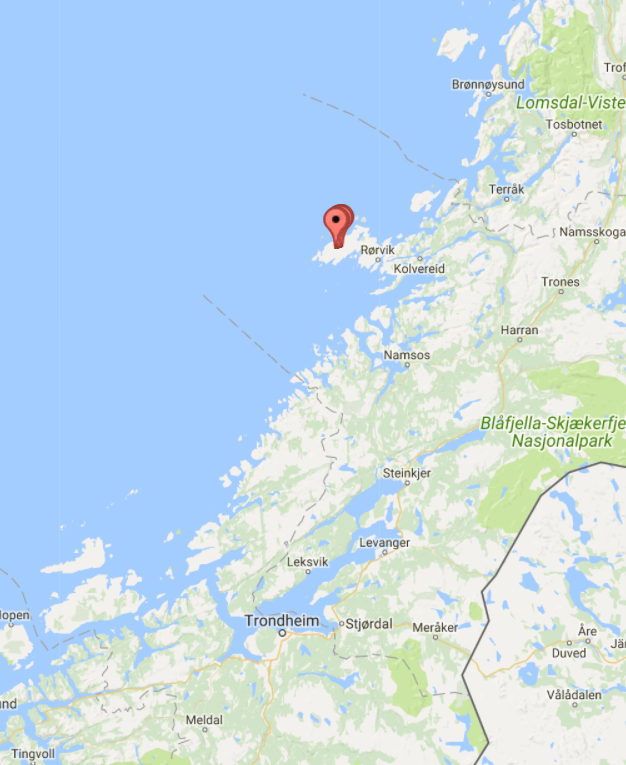 Trof
Brønnøysund
Lomsdal-Viste
Tosbotnet
Terråk
Namsskoga
Rørvik
Kolvereid
Trones
Harran
Namsos
Blåfjella-Skjækerfje
Nasjonalpark
Steinkjer
Levanger
Leksvik
lopen
Trondheim
Stjørdal
Meråker
Åre
Duved
Jär
Vålådalen
und
Meldal
Tingvoll